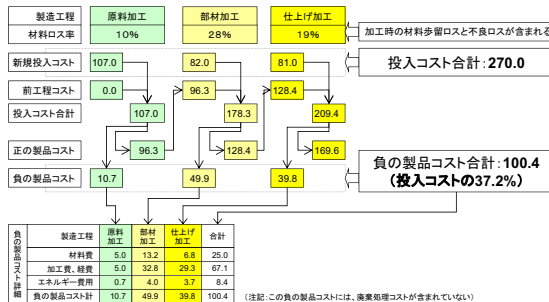 製造工程 原料加工 部材加工 仕上げ加工
材料ロス率 10% 28% 19% 加工時の材料歩留ロスと不良ロスが含まれる
新規投入コスト 107.0 82.0 81.0 投入コスト合計:270.0
前工程コスト 0.0 96.3 128.4
投入コスト合計 107.0 178.3 209.4
正の製品コスト 96.3 128.4 169.6
負の製品コスト 10.7 49.9 39.8 負の製品コスト合計:100.4
(投入コストの37.2%)
負の製品コスト詳細
製造工程 原料加工 部材加工 仕上げ加工 合計
材料費 5.0 13.2 6.8 25.0
加工費、経費 5.0 32.8 29.3 67.1
エネルギー費用 0.7 4.0 3.7 8.4
負の製品コスト計 10.7 49.9 39.8 100.4 (注記:この負の製品コストには、廃棄処理コストが含まれていない)